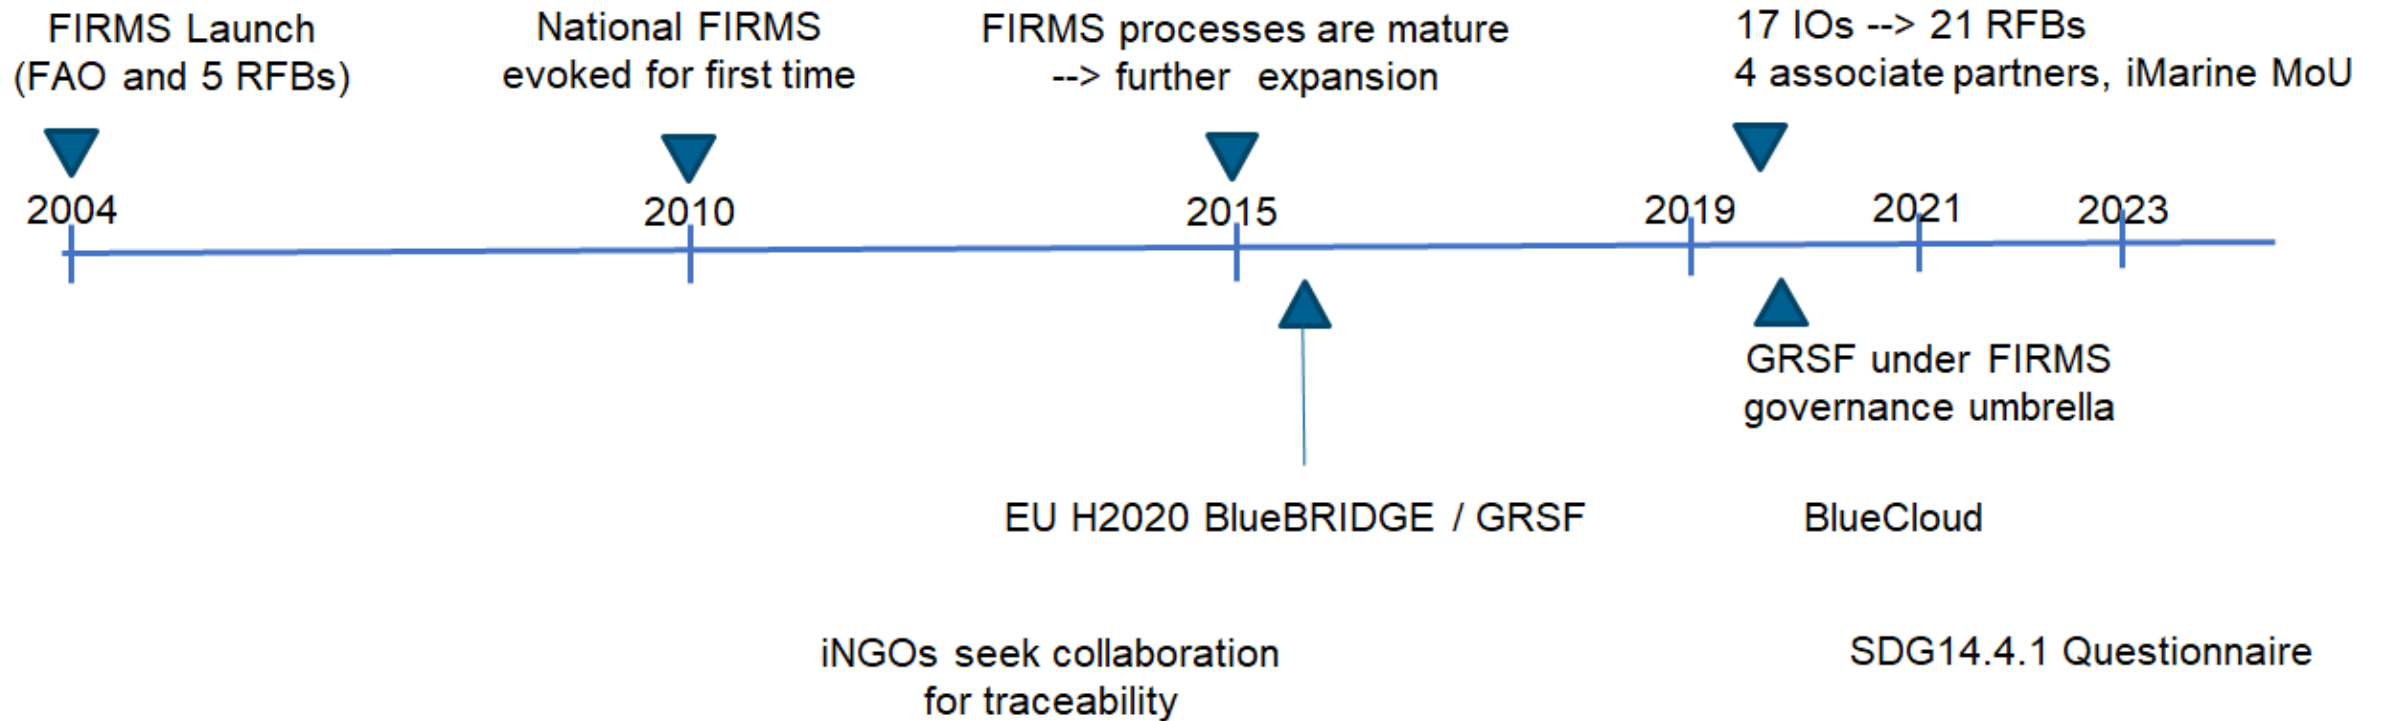 FIRMS Launch
(FAO and 5 RFBs)
National FIRMS
evoked for first time
FIRMS processes are mature
--> further expansion
17 IOs --> 21 RFBs
4 associate partners, iMarine MoU
2004
2010
2015
2019
2021
2023
GRSF under FIRMS
governance umbrella
EU H2020 BlueBRIDGE / GRSF
BlueCloud
iNGOs seek collaboration
for traceability
SDG14.4.1 Questionnaire